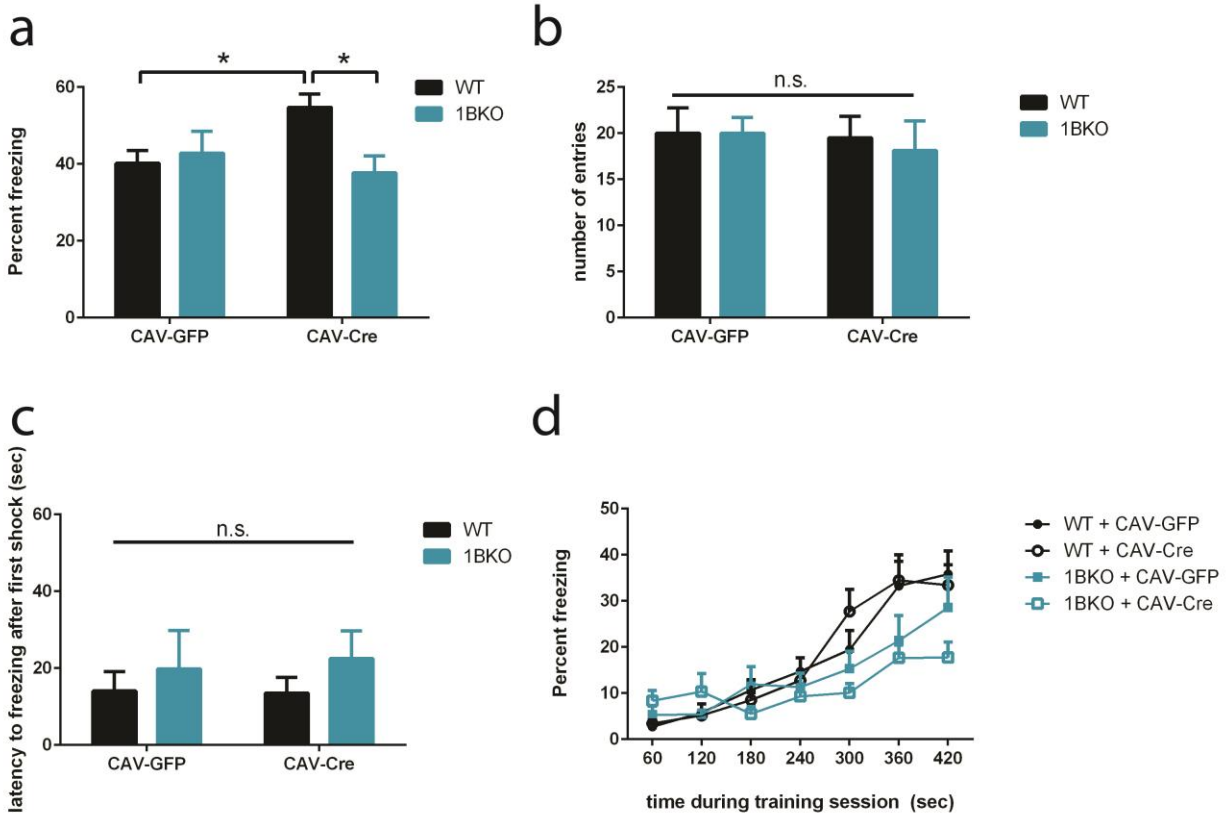 a
*
*
60
40
20
0
Percent freezing
CAV-GFP
CAV-Cre
WT
1BKO
b
n.s.
25
20
15
10
5
0
number of entries
CAV-GFP
CAV-Cre
WT
1BKO
c
n.s.
60
40
20
0
latency to freezing after first shock (sec)
CAV-GFP
CAV-Cre
WT
1BKO
d
50
40
30
20
10
0
Percent freezing
60 120 180 240 300 360 420
time during training session (sec)
WT + CAV-GFP
WT + CAV-Cre
1BKO + CAV-GFP
1BKO + CAV-Cre